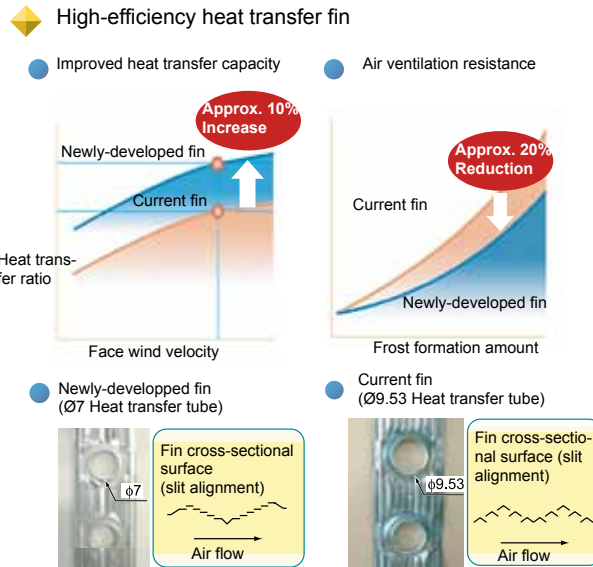 High-efficiency heat transfer fin
Improved heat transfer capacity
Air ventilation resistance
Approx. 10%
Increase
Newly-developed fin
Current fin
Heat trans-
fer ratio
Face wind velocity
Approx. 20%
Reduction
Current fin
Newly-developed fin
Frost formation amount
Newly-developped fin
(Ø7 Heat transfer tube)
Current fin
(Ø9.53 Heat transfer tube)
ϕ7
Fin cross-sectional
surface
(slit alignment)
Air flow
ϕ9.53
Fin cross-sectio-
nal surface (slit
alignment)
Air flow